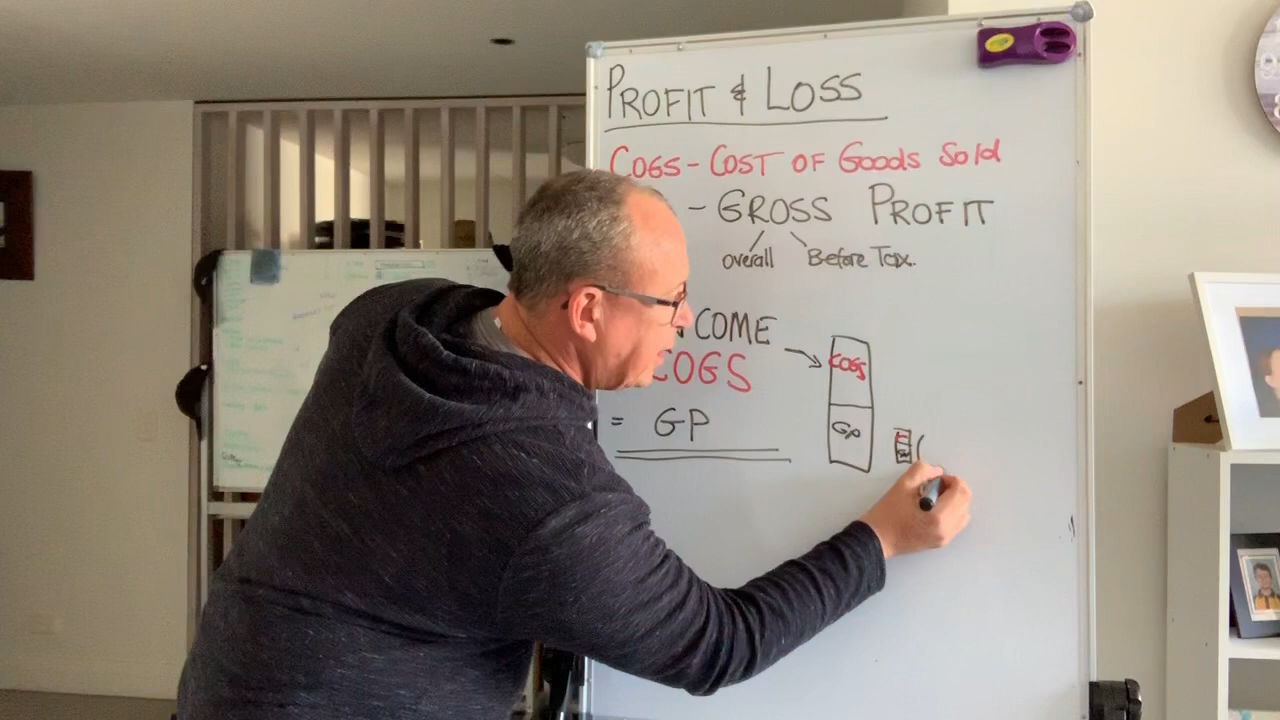 PROFIT & LOSS
COGS - COST OF GOODS SOLD
- GROSS PROFIT
overall Before Tax.
COME
COGS
= GP
COGS
GP
C